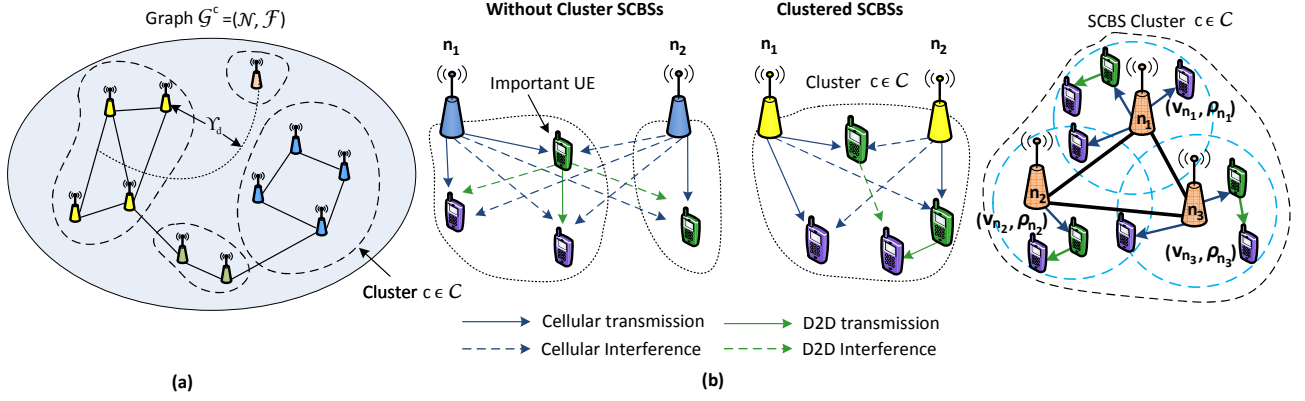 Graph 𝒢ᶜ =(𝒩, ℱ)
ϒd
Cluster c ∈ 𝒞
(a)
Without Cluster SCBSs
n₁
n₂
Important UE
Clustered SCBSs
n₁
n₂
Cluster c ∈ 𝒞
Cellular transmission
D2D transmission
Cellular Interference
D2D Interference
(b)
SCBS Cluster c ∈ 𝒞
n₁
(vₙ₁, ρₙ₁)
n₂
(vₙ₂, ρₙ₂)
n₃
(vₙ₃, ρₙ₃)